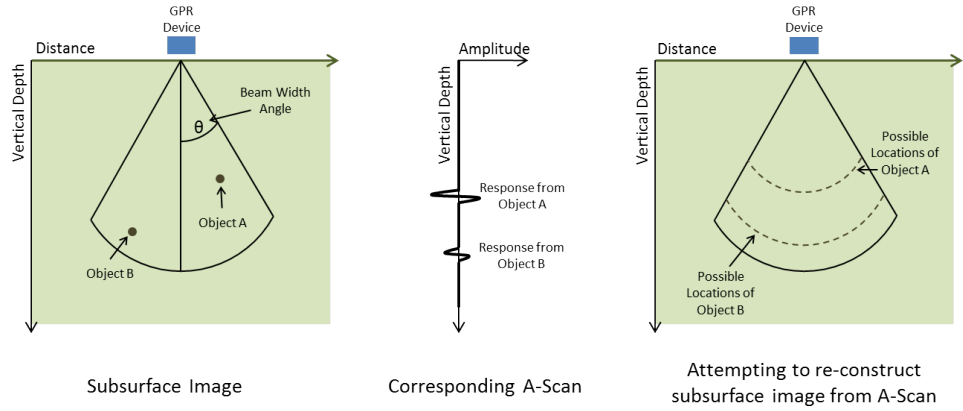 GPR
Device
Distance
Vertical Depth
Beam Width
Angle
θ
Object A
Object B
Subsurface Image
Amplitude
Vertical Depth
Response from
Object A
Response from
Object B
Corresponding A-Scan
GPR
Device
Distance
Vertical Depth
Possible
Locations of
Object A
Possible
Locations of
Object B
Attempting to re-construct
subsurface image from A-Scan